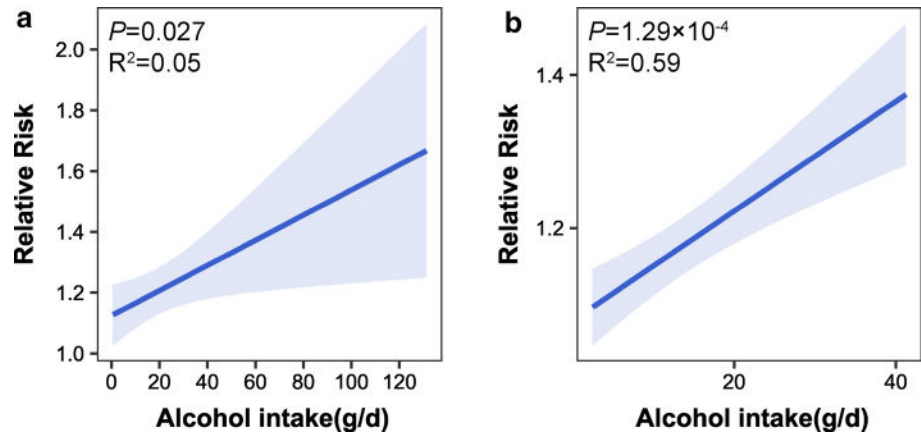 a
P=0.027
R²=0.05
2.0
1.8
1.6
1.4
1.2
1.0
Relative Risk
0 20 40 60 80 100 120
Alcohol intake(g/d)
b
P=1.29×10⁻⁴
R²=0.59
1.4
1.2
Relative Risk
20 40
Alcohol intake(g/d)